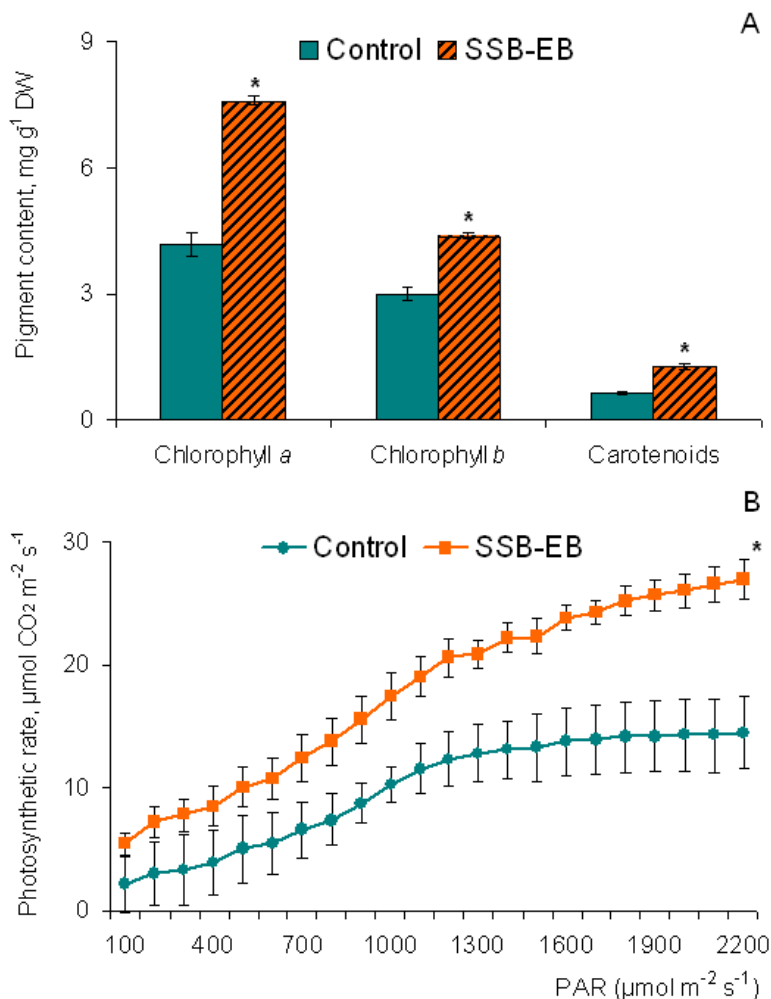 A
Control SSB-EB
Pigment content, mg g⁻¹ DW
9
6
3
0
*
*
*
Chlorophyll a Chlorophyll b Carotenoids
B
Control SSB-EB
Photosynthetic rate, µmol CO₂ m⁻² s⁻¹
30
20
10
0
*
100 400 700 1000 1300 1600 1900 2200
PAR (µmol m⁻² s⁻¹)